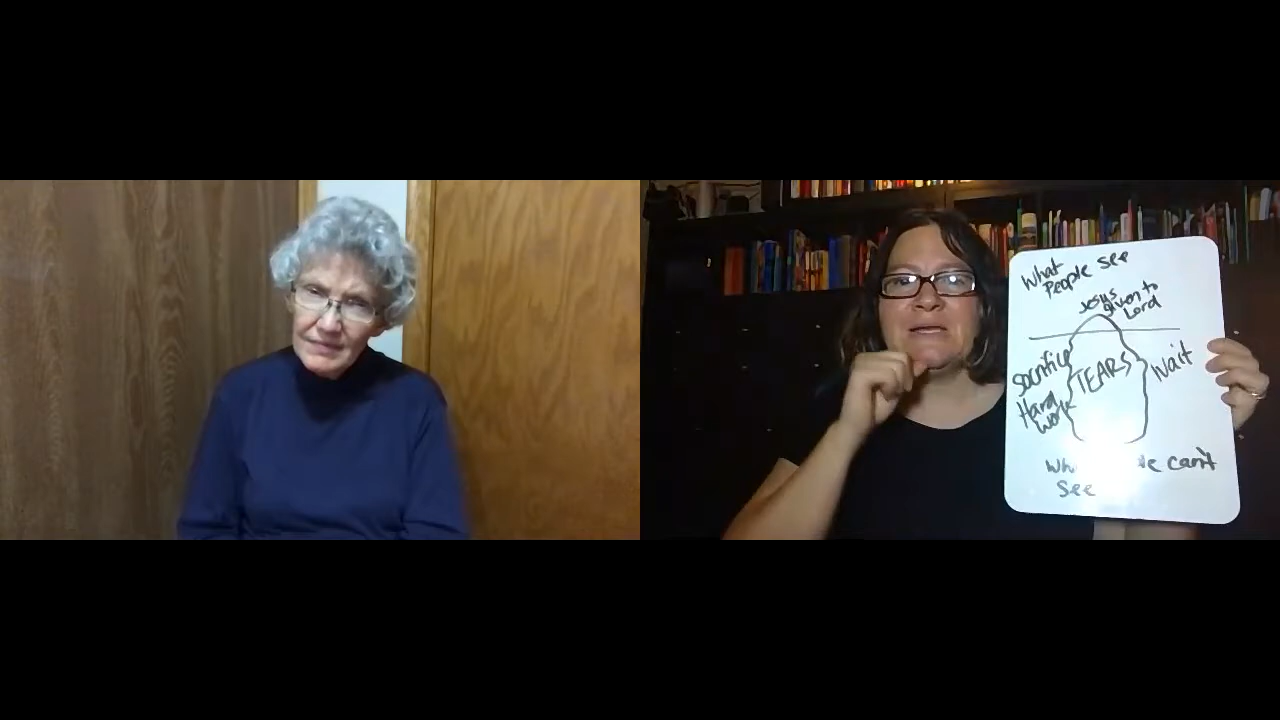 What
People see
Jesus
given to
Lord
Sacrifice
TEARS
Wait
Hard
Work
can't
See